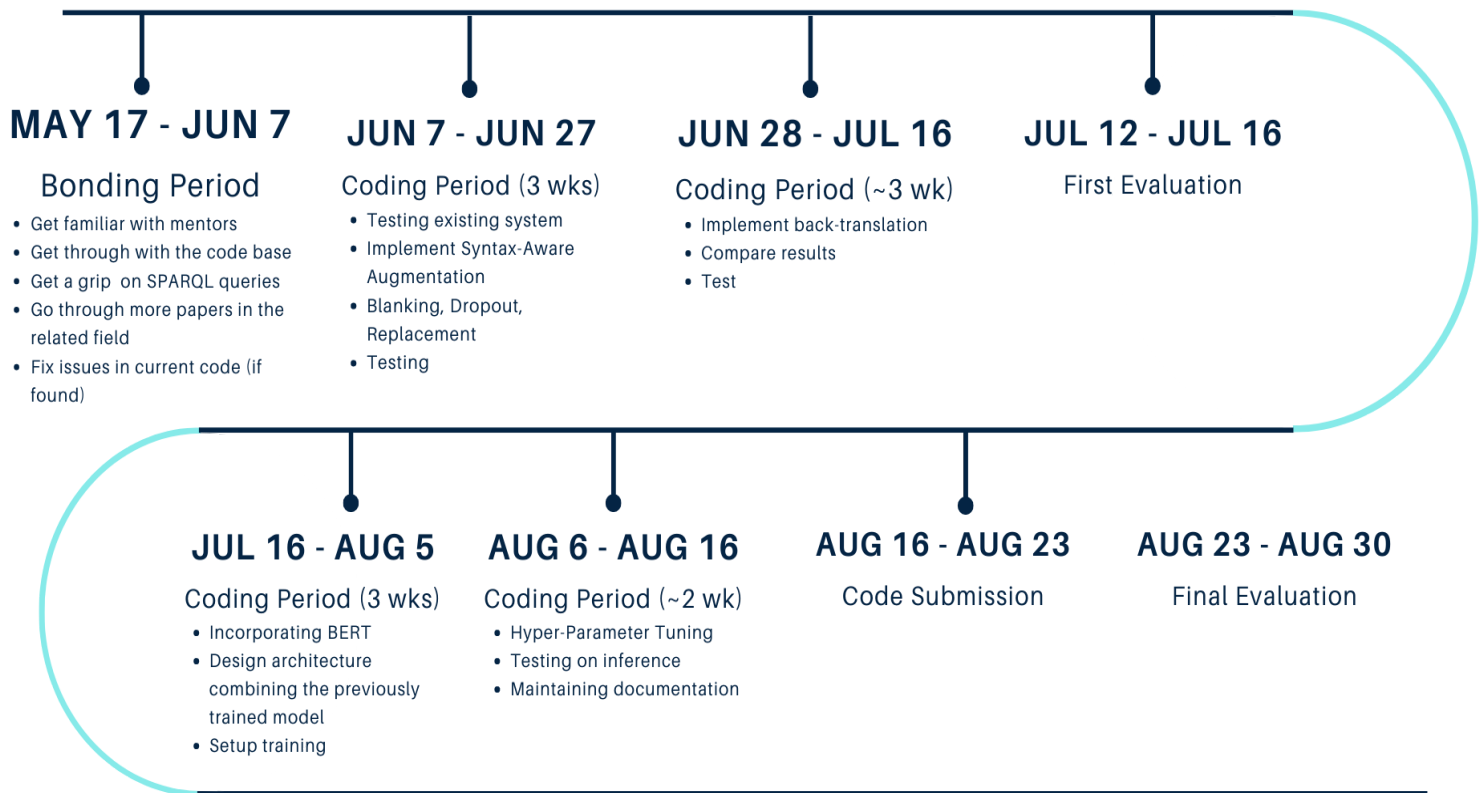 MAY 17 - JUN 7
Bonding Period
• Get familiar with mentors
• Get through with the code base
• Get a grip on SPARQL queries
• Go through more papers in the
related field
• Fix issues in current code (if
found)
JUN 7 - JUN 27
Coding Period (3 wks)
• Testing existing system
• Implement Syntax-Aware
Augmentation
• Blanking, Dropout,
Replacement
• Testing
JUN 28 - JUL 16
Coding Period (~3 wk)
• Implement back-translation
• Compare results
• Test
JUL 12 - JUL 16
First Evaluation
JUL 16 - AUG 5
Coding Period (3 wks)
• Incorporating BERT
• Design architecture
combining the previously
trained model
• Setup training
AUG 6 - AUG 16
Coding Period (~2 wk)
• Hyper-Parameter Tuning
• Testing on inference
• Maintaining documentation
AUG 16 - AUG 23
Code Submission
AUG 23 - AUG 30
Final Evaluation